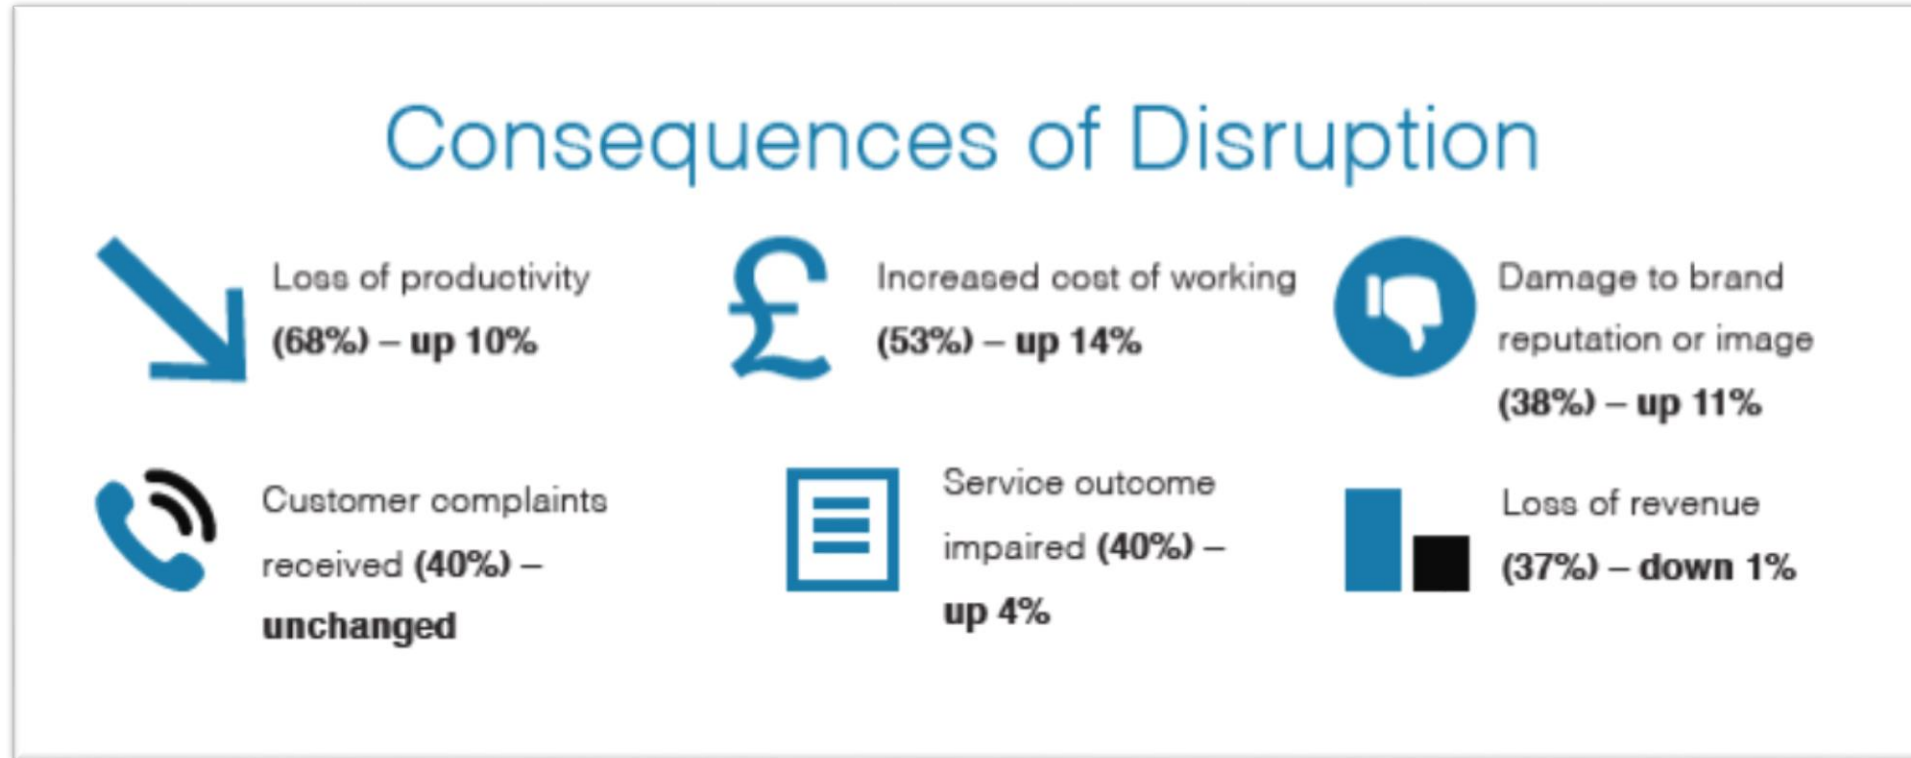 Consequences of Disruption
Loss of productivity
(68%) – up 10%
£
Increased cost of working
(53%) – up 14%
Damage to brand
reputation or image
(38%) – up 11%
Customer complaints
received (40%) –
unchanged
Service outcome
impaired (40%) –
up 4%
Loss of revenue
(37%) – down 1%